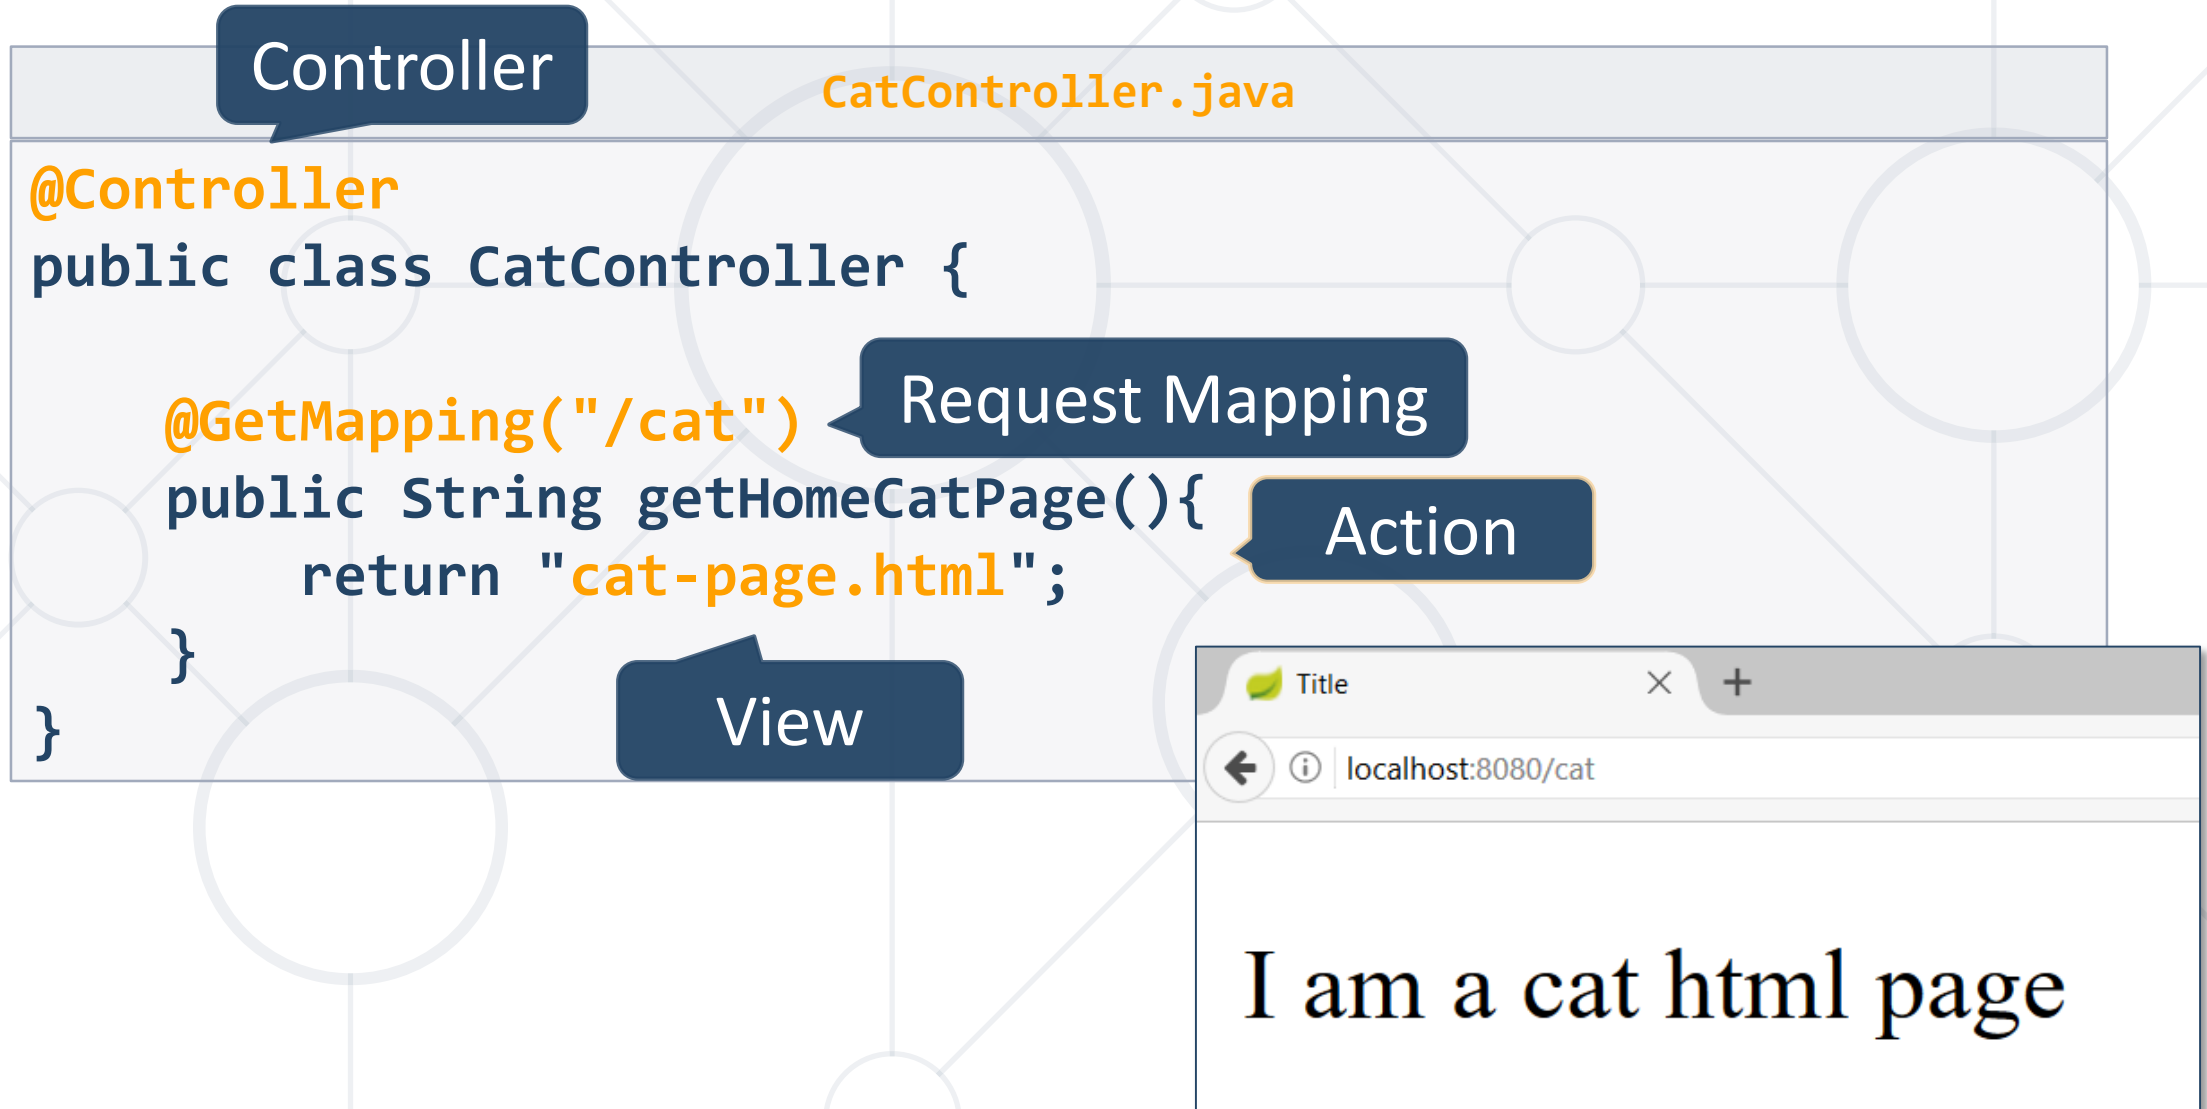 Controller
CatController.java
@Controller
public class CatController {
@GetMapping("/cat")
Request Mapping
public String getHomeCatPage(){
Action
return "cat-page.html";
}
View
}
Title
localhost:8080/cat
I am a cat html page